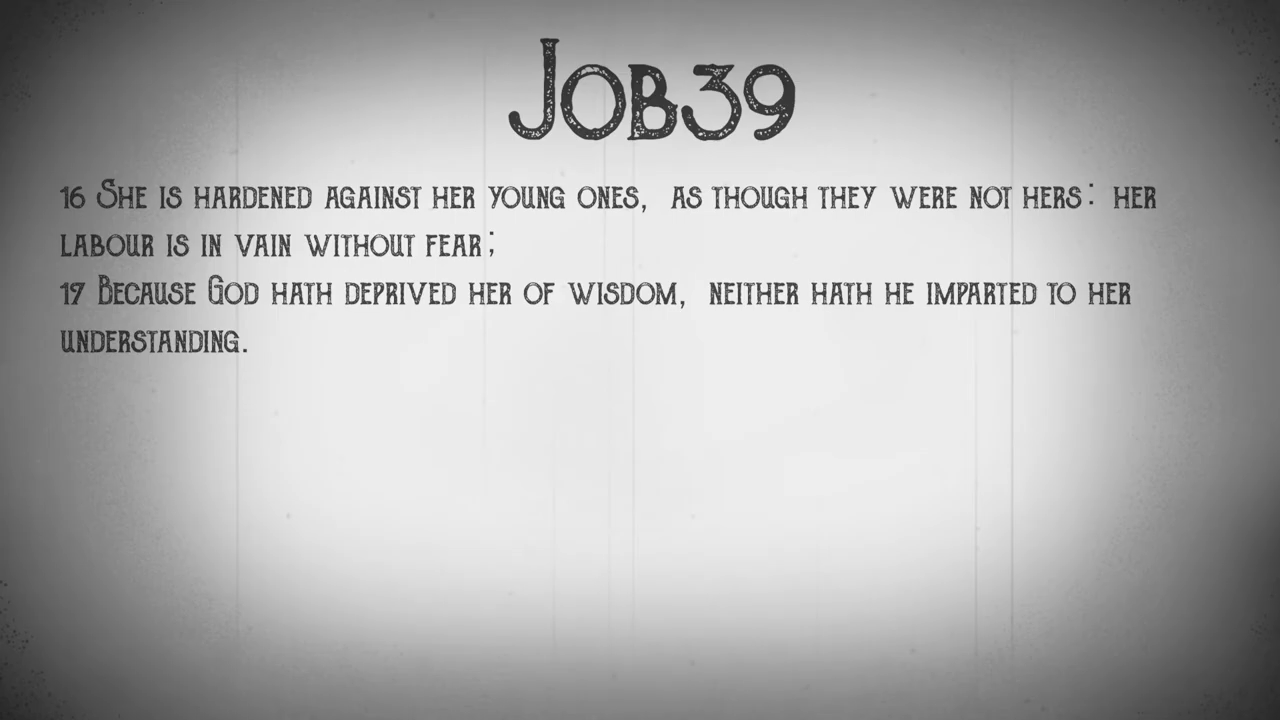 Job39
16 She is hardened against her young ones, as though they were not hers: her
labour is in vain without fear;
17 Because God hath deprived her of wisdom, neither hath he imparted to her
understanding.